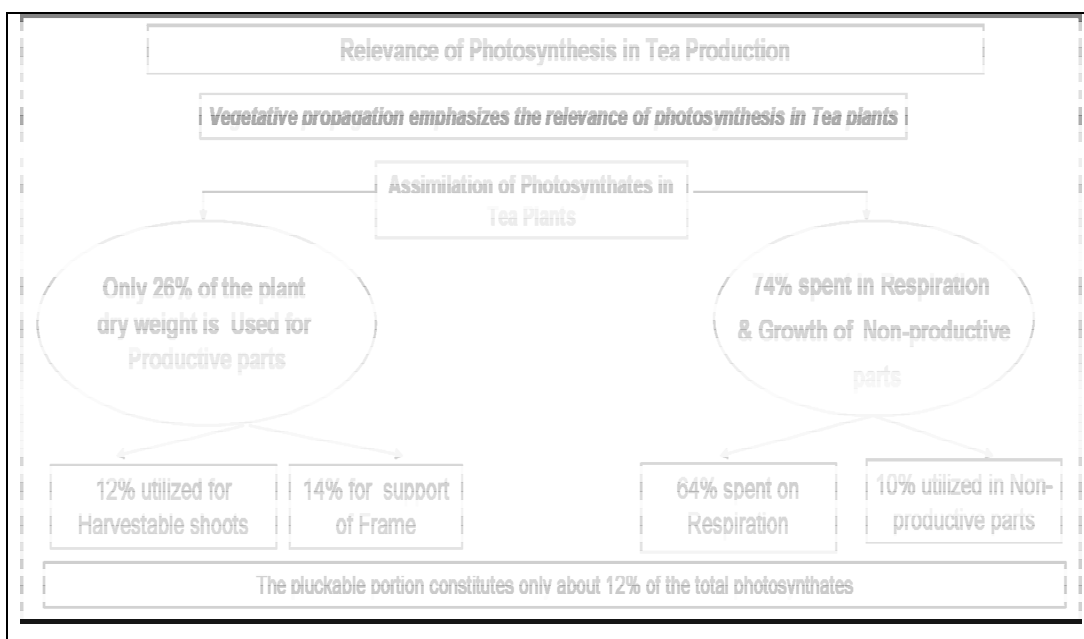 Relevance of Photosynthesis in Tea Production
Vegetative propagation emphasizes the relevance of photosynthesis in Tea plants
Assimilation of Photosynthates in
Tea Plants
Only 26% of the plant
dry weight is Used for
Productive parts
74% spent in Respiration
& Growth of Non-productive
parts
12% utilized for
Harvestable shoots
14% for support
of Frame
64% spent on
Respiration
10% utilized in Non-
productive parts
The pluckable portion constitutes only about 12% of the total photosynthates